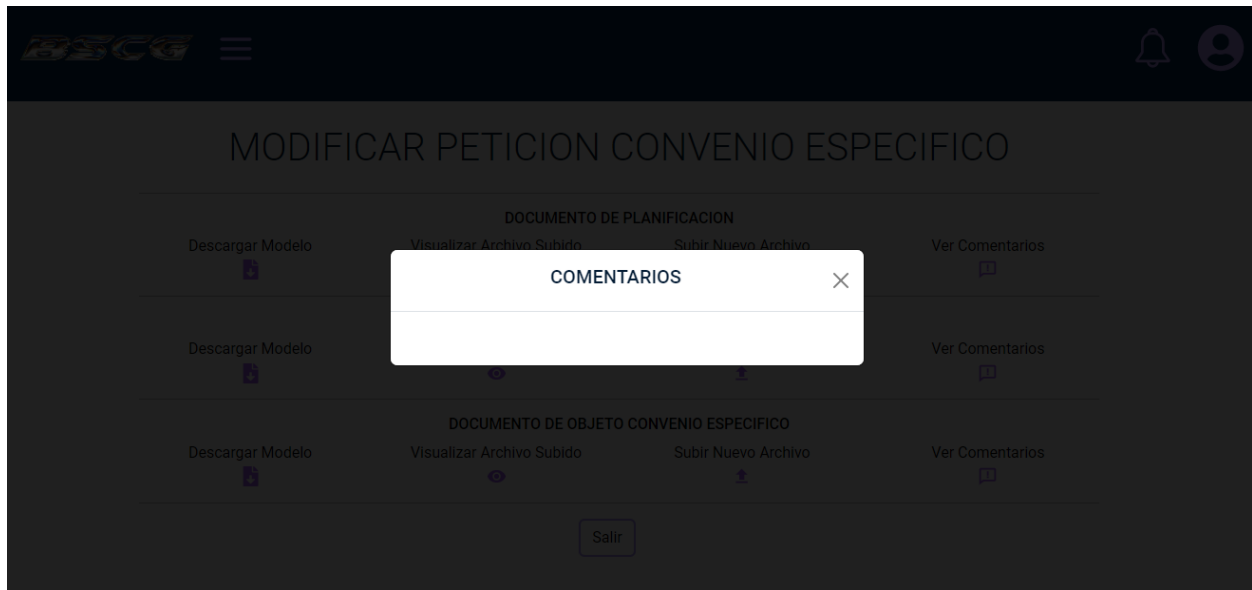 BSCG
MODIFICAR PETICION CONVENIO ESPECIFICO
DOCUMENTO DE PLANIFICACION
Descargar Modelo Visualizar Archivo Subido Subir Nuevo Archivo Ver Comentarios
COMENTARIOS
Descargar Modelo Ver Comentarios
DOCUMENTO DE OBJETO CONVENIO ESPECIFICO
Descargar Modelo Visualizar Archivo Subido Subir Nuevo Archivo Ver Comentarios
Salir